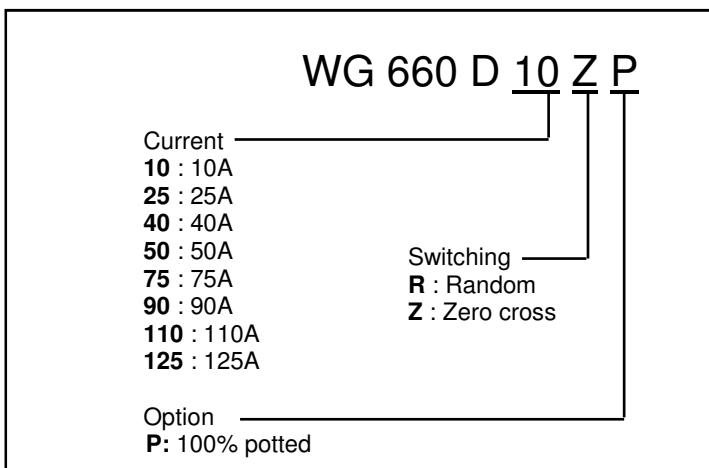 WG 660 D 10 Z P
Current
10 : 10A
25 : 25A
40 : 40A
50 : 50A
75 : 75A
90 : 90A
110 : 110A
125 : 125A
Switching
R : Random
Z : Zero cross
Option
P: 100% potted